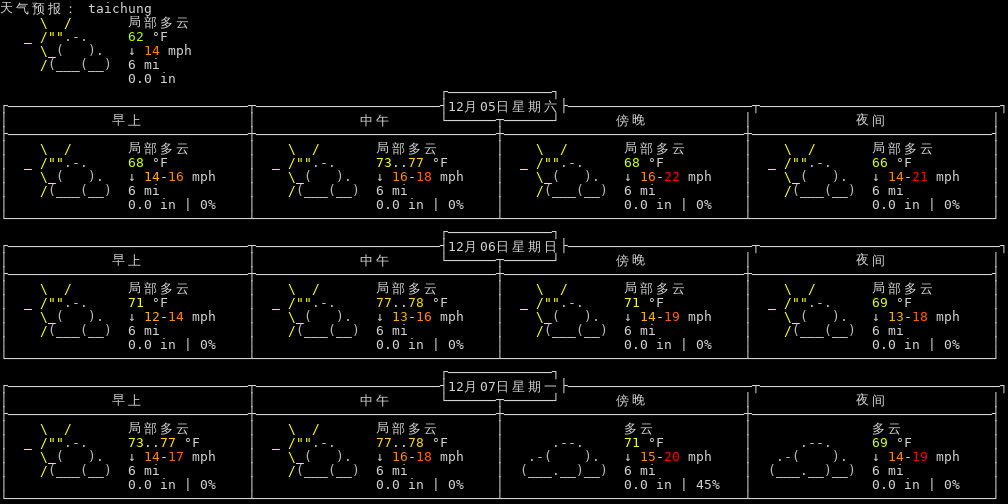 天气预报： taichung
局部多云
62 °F
↓ 14 mph
6 mi
0.0 in
12月05日星期六
早上 中午 傍晚 夜间
局部多云 局部多云 局部多云 局部多云
68 °F 73..77 °F 68 °F 66 °F
↓ 14-16 mph ↓ 16-18 mph ↓ 16-22 mph ↓ 14-21 mph
6 mi 6 mi 6 mi 6 mi
0.0 in | 0% 0.0 in | 0% 0.0 in | 0% 0.0 in | 0%
12月06日星期日
早上 中午 傍晚 夜间
局部多云 局部多云 局部多云 局部多云
71 °F 77..78 °F 71 °F 69 °F
↓ 12-14 mph ↓ 13-16 mph ↓ 14-19 mph ↓ 13-18 mph
6 mi 6 mi 6 mi 6 mi
0.0 in | 0% 0.0 in | 0% 0.0 in | 0% 0.0 in | 0%
12月07日星期一
早上 中午 傍晚 夜间
局部多云 局部多云 多云 多云
73..77 °F 77..78 °F 71 °F 69 °F
↓ 14-17 mph ↓ 16-18 mph ↓ 15-20 mph ↓ 14-19 mph
6 mi 6 mi 6 mi 6 mi
0.0 in | 0% 0.0 in | 0% 0.0 in | 45% 0.0 in | 0%